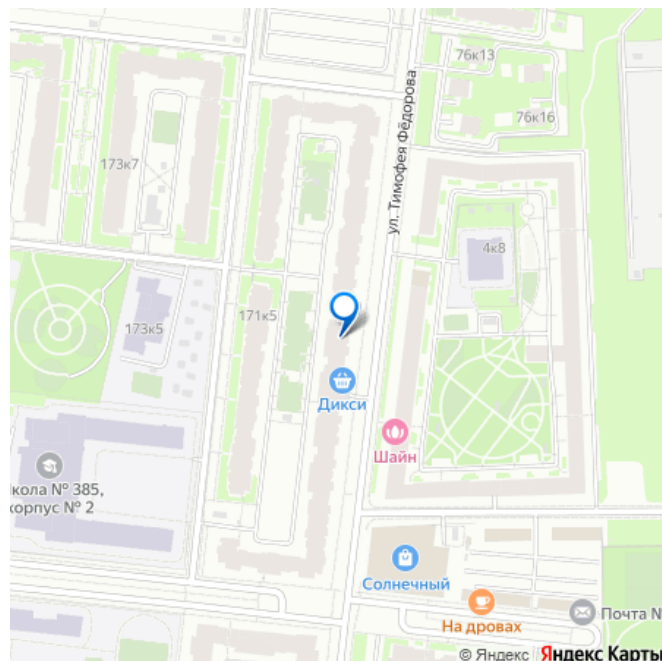 76к13
76к16
ул. Тимофея Фёдорова
173к7
4к8
173к5
171к5
Дикси
Шайн
кола № 385,
корпус № 2
Солнечный
На дровах
Почта №
© Яндекс Яндекс Карты